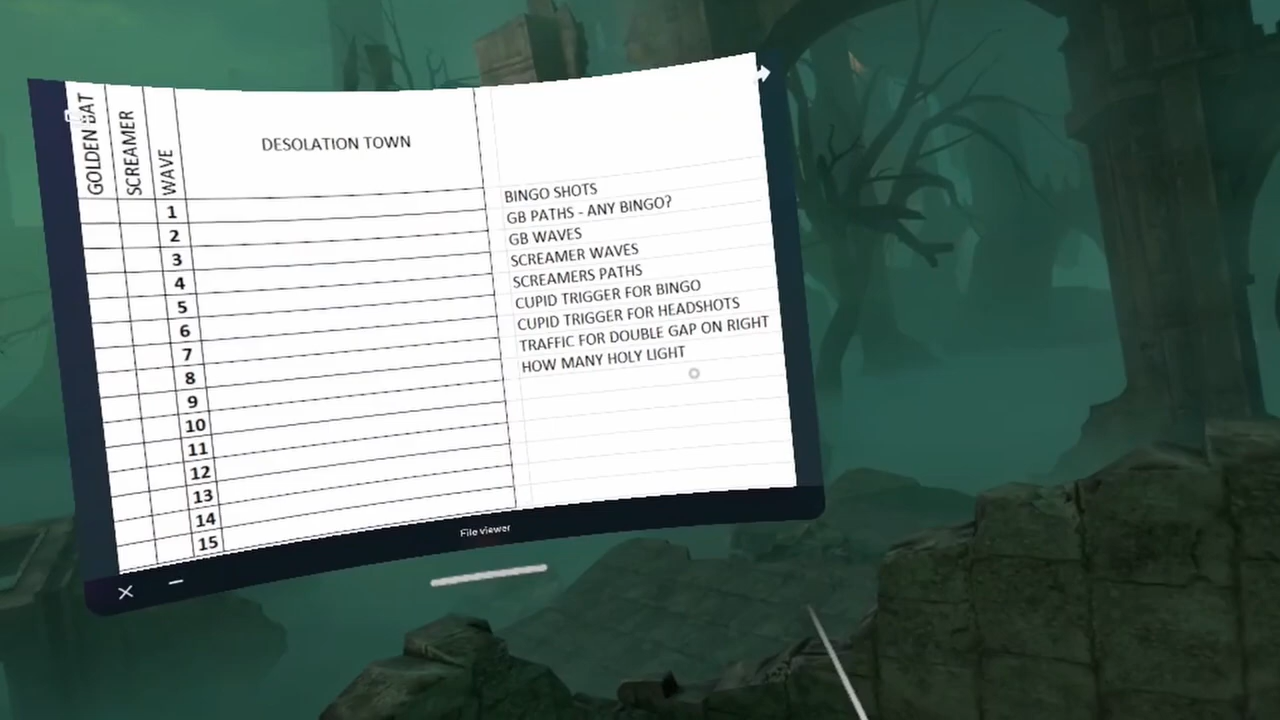 GOLDEN BAT
SCREAMER
WAVE
DESOLATION TOWN
1
2
3
4
5
6
7
8
9
10
11
12
13
14
15
BINGO SHOTS
GB PATHS - ANY BINGO?
GB WAVES
SCREAMER WAVES
SCREAMERS PATHS
CUPID TRIGGER FOR BINGO
CUPID TRIGGER FOR HEADSHOTS
TRAFFIC FOR DOUBLE GAP ON RIGHT
HOW MANY HOLY LIGHT
File viewer